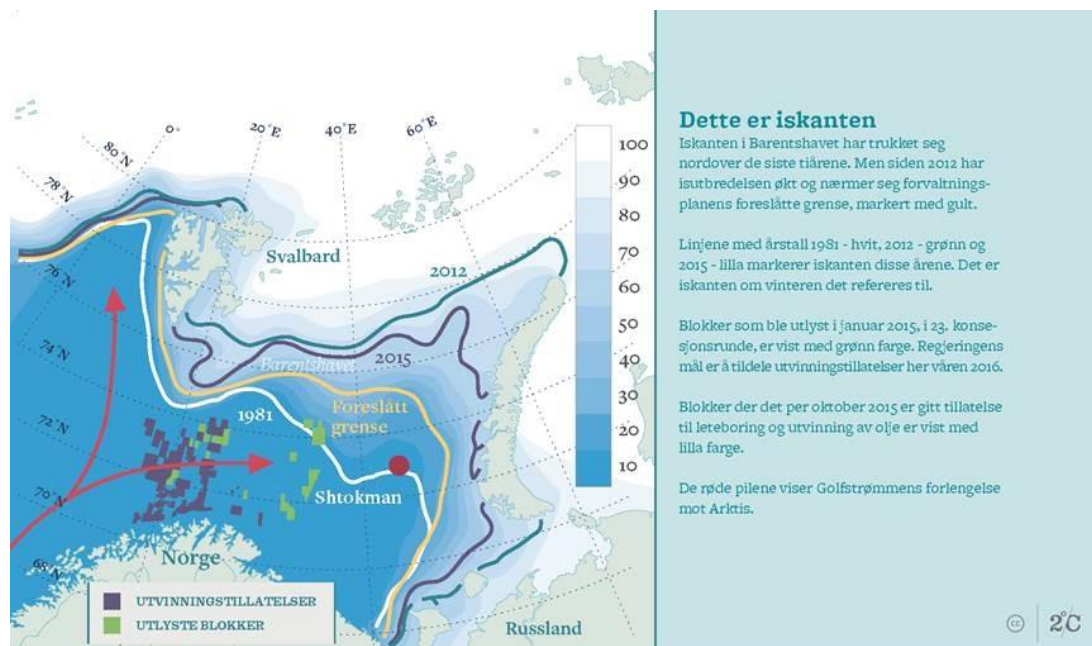 0°
20°E
40°E
60°E
80°N
78°N
76°N
74°N
72°N
70°N
68°N
Svalbard
2012
2015
Barentshavet
1981
Foreslått
grense
Shtokman
Norge
Russland
UTVINNINGSTILLATELSER
UTLYSTE BLOKKER
100
90
80
70
60
50
40
30
20
10
Dette er iskanten
Iskanten i Barentshavet har trukket seg
nordover de siste tiårene. Men siden 2012 har
isutbredelsen økt og nærmer seg forvaltnings-
planens foreslåtte grense, markert med gult.
Linjene med årstall 1981 - hvit, 2012 - grønn og
2015 - lilla markerer iskanten disse årene. Det er
iskanten om vinteren det refereres til.
Blokker som ble utlyst i januar 2015, i 23. konse-
sjonsrunde, er vist med grønn farge. Regjeringens
mål er å tildele utvinningstillatelser her våren 2016.
Blokker der det per oktober 2015 er gitt tillatelse
til leteboring og utvinning av olje er vist med
lilla farge.
De røde pilene viser Golfstrømmens forlengelse
mot Arktis.
cc
2°C